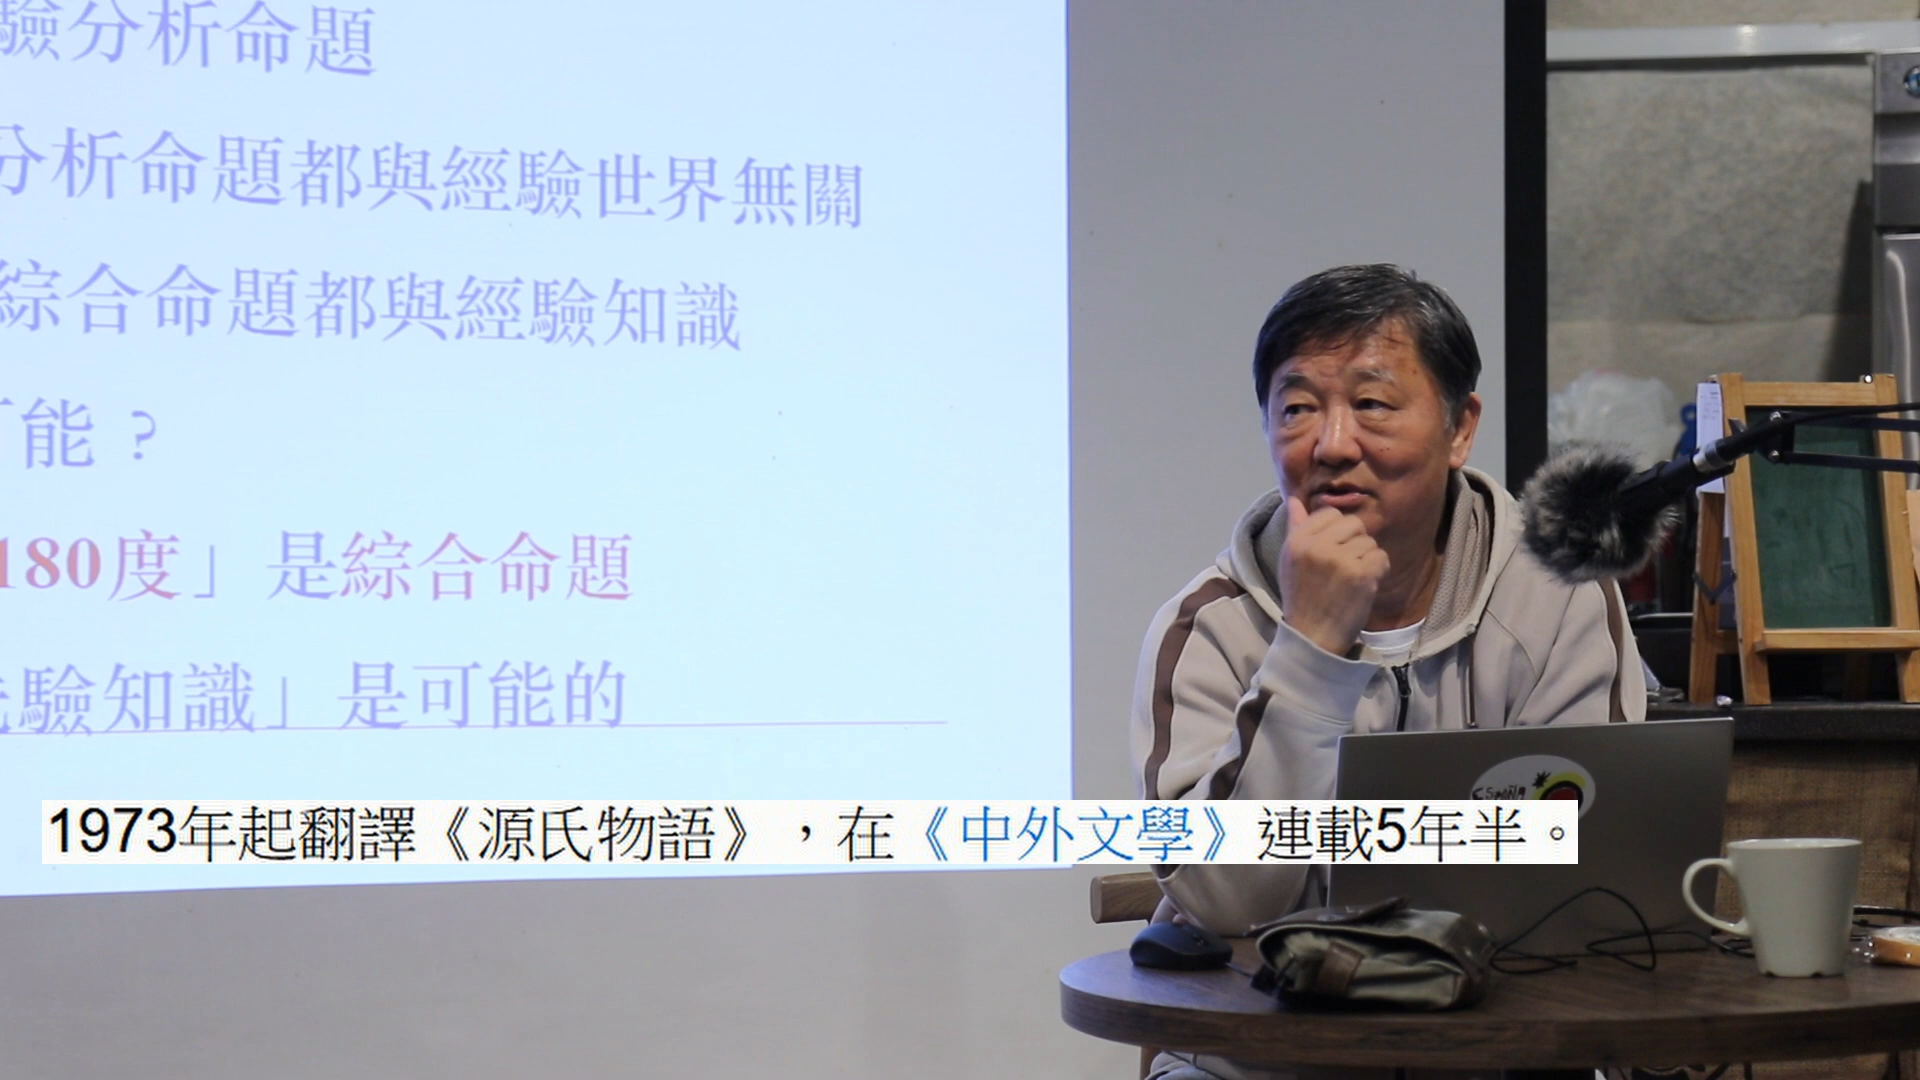 驗分析命題
分析命題都與經驗世界無關
綜合命題都與經驗知識
能？
180度」是綜合命題
驗知識」是可能的
1973年起翻譯《源氏物語》，在《中外文學》連載5年半。
ESPAÑA